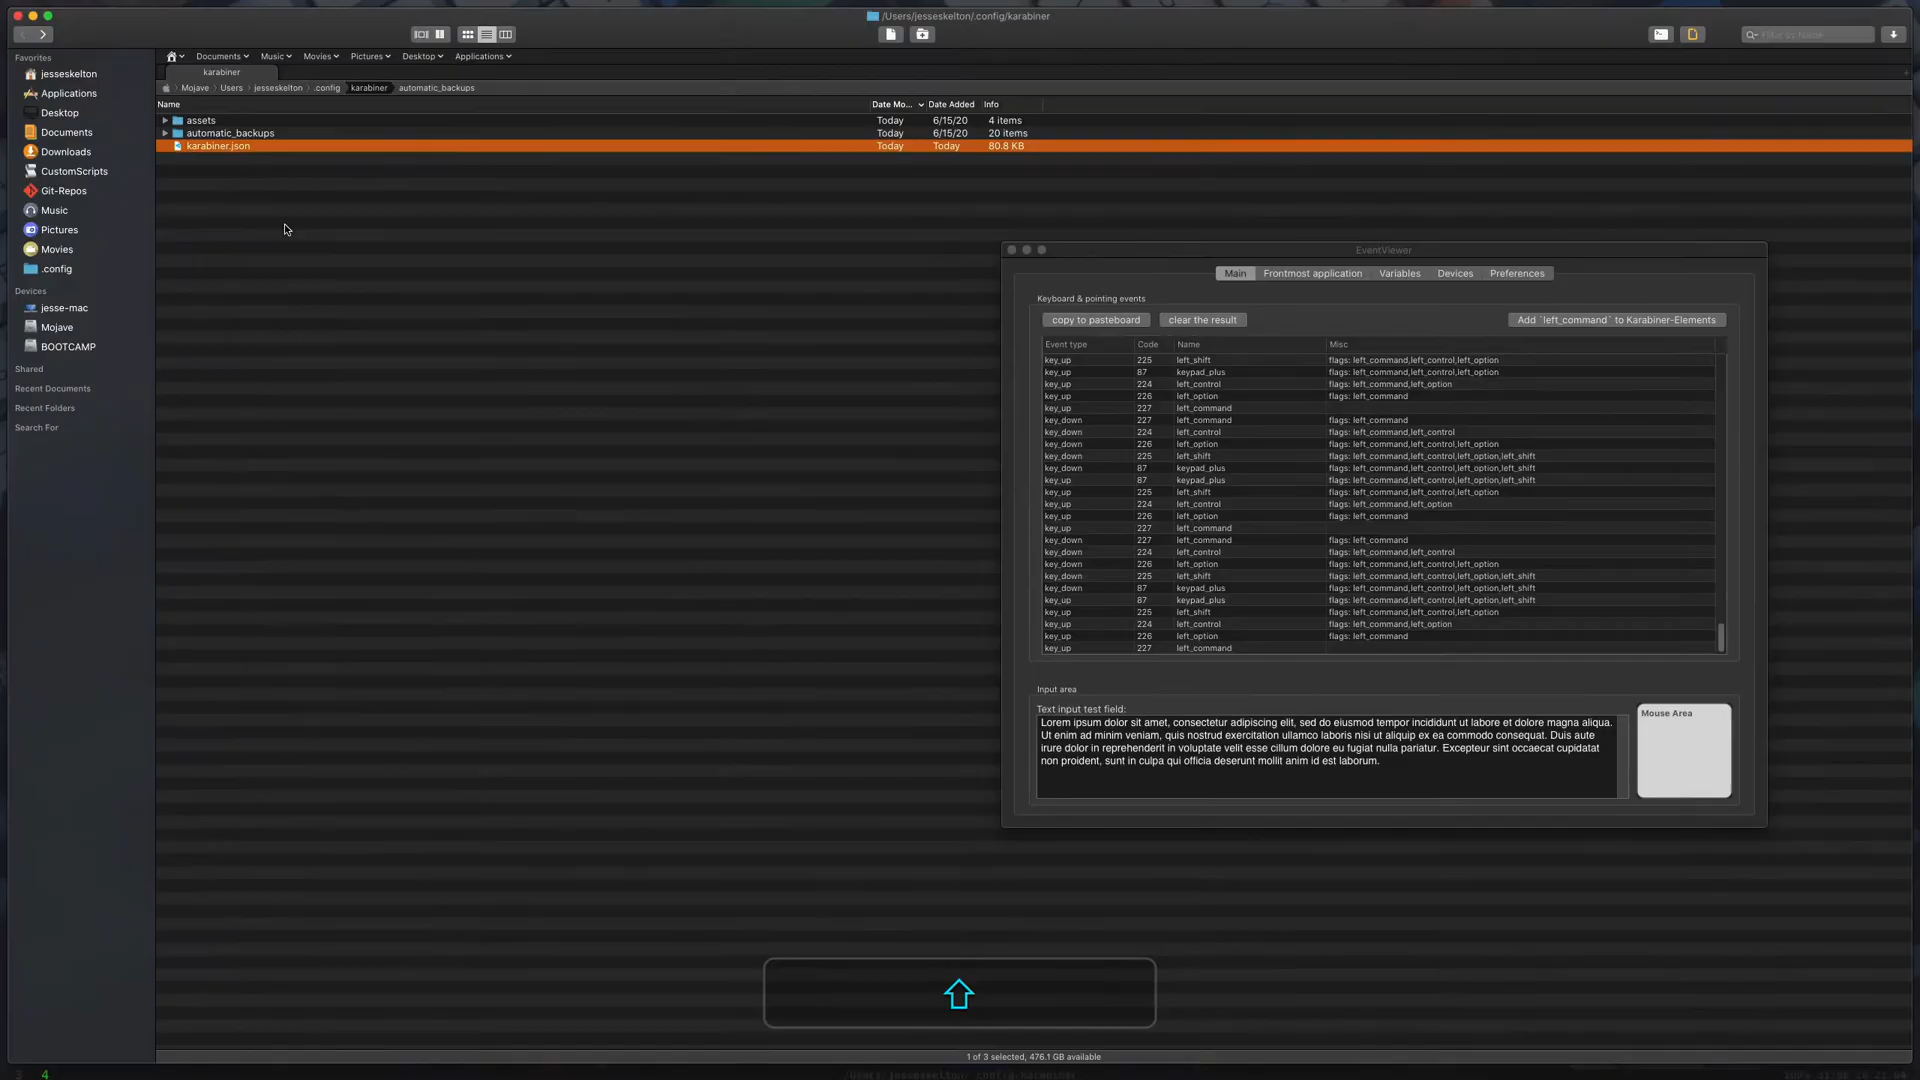 /Users/jesseskelton/.config/karabiner
Filter by Name
Favorites
jesseskelton
Applications
Desktop
Documents
Downloads
CustomScripts
Git-Repos
Music
Pictures
Movies
.config
Devices
jesse-mac
Mojave
BOOTCAMP
Shared
Recent Documents
Recent Folders
Search For
Documents Music Movies Pictures Desktop Applications
karabiner
Mojave Users jesseskelton .config karabiner automatic_backups
Name Date Mo... Date Added Info
assets Today 6/15/20 4 items
automatic_backups Today 6/15/20 20 items
karabiner.json Today Today 80.8 KB
EventViewer
Main Frontmost application Variables Devices Preferences
Keyboard & pointing events
copy to pasteboard clear the result Add `left_command` to Karabiner-Elements
Event type Code Name Misc
key_up 225 left_shift flags: left_command,left_control,left_option
key_up 87 keypad_plus flags: left_command,left_control,left_option
key_up 224 left_control flags: left_command,left_option
key_up 226 left_option flags: left_command
key_up 227 left_command
key_down 227 left_command flags: left_command
key_down 224 left_control flags: left_command,left_control
key_down 226 left_option flags: left_command,left_control,left_option
key_down 225 left_shift flags: left_command,left_control,left_option,left_shift
key_down 87 keypad_plus flags: left_command,left_control,left_option,left_shift
key_up 87 keypad_plus flags: left_command,left_control,left_option,left_shift
key_up 225 left_shift flags: left_command,left_control,left_option
key_up 224 left_control flags: left_command,left_option
key_up 226 left_option flags: left_command
key_up 227 left_command
key_down 227 left_command flags: left_command
key_down 224 left_control flags: left_command,left_control
key_down 226 left_option flags: left_command,left_control,left_option
key_down 225 left_shift flags: left_command,left_control,left_option,left_shift
key_down 87 keypad_plus flags: left_command,left_control,left_option,left_shift
key_up 87 keypad_plus flags: left_command,left_control,left_option,left_shift
key_up 225 left_shift flags: left_command,left_control,left_option
key_up 224 left_control flags: left_command,left_option
key_up 226 left_option flags: left_command
key_up 227 left_command
Input area
Text input test field:
Lorem ipsum dolor sit amet, consectetur adipiscing elit, sed do eiusmod tempor incididunt ut labore et dolore magna aliqua.
Ut enim ad minim veniam, quis nostrud exercitation ullamco laboris nisi ut aliquip ex ea commodo consequat. Duis aute
irure dolor in reprehenderit in voluptate velit esse cillum dolore eu fugiat nulla pariatur. Excepteur sint occaecat cupidatat
non proident, sunt in culpa qui officia deserunt mollit anim id est laborum.
Mouse Area
1 of 3 selected, 476.1 GB available
3 4